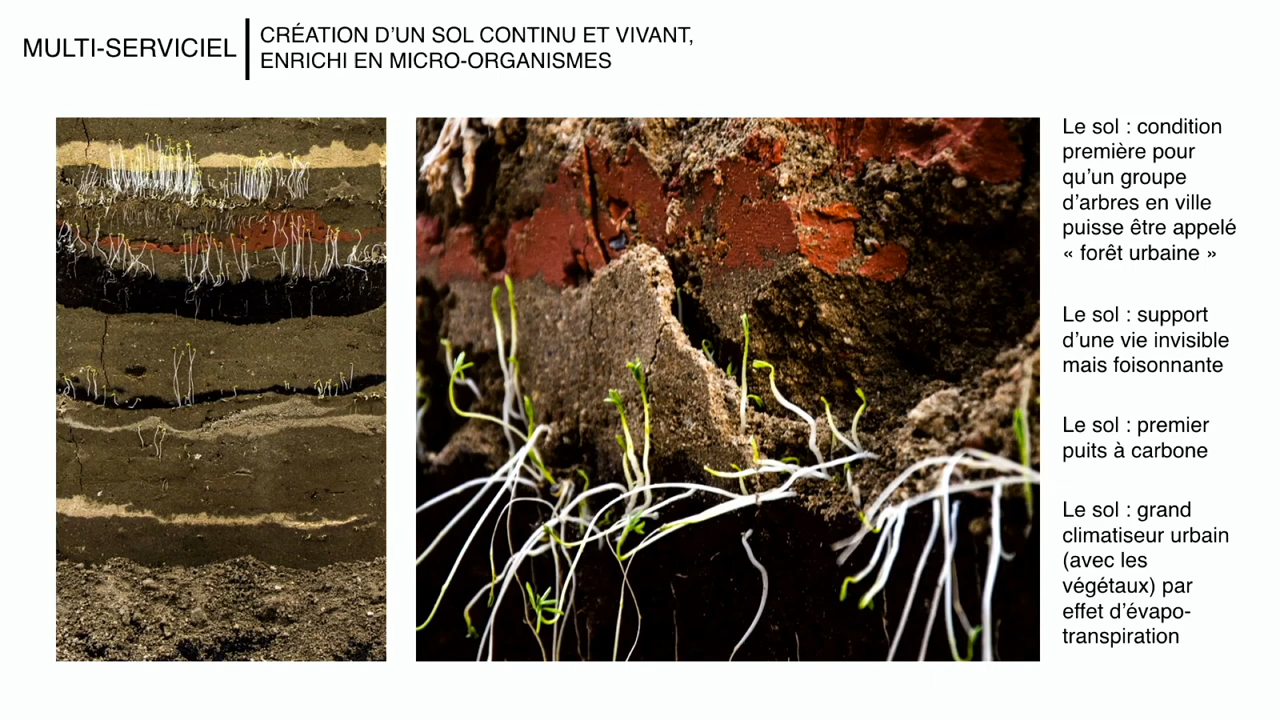 MULTI-SERVICIEL
CRÉATION D'UN SOL CONTINU ET VIVANT,
ENRICHI EN MICRO-ORGANISMES
Le sol : condition
première pour
qu'un groupe
d'arbres en ville
puisse être appelé
« forêt urbaine »
Le sol : support
d'une vie invisible
mais foisonnante
Le sol : premier
puits à carbone
Le sol : grand
climatiseur urbain
(avec les
végétaux) par
effet d'évapo-
transpiration